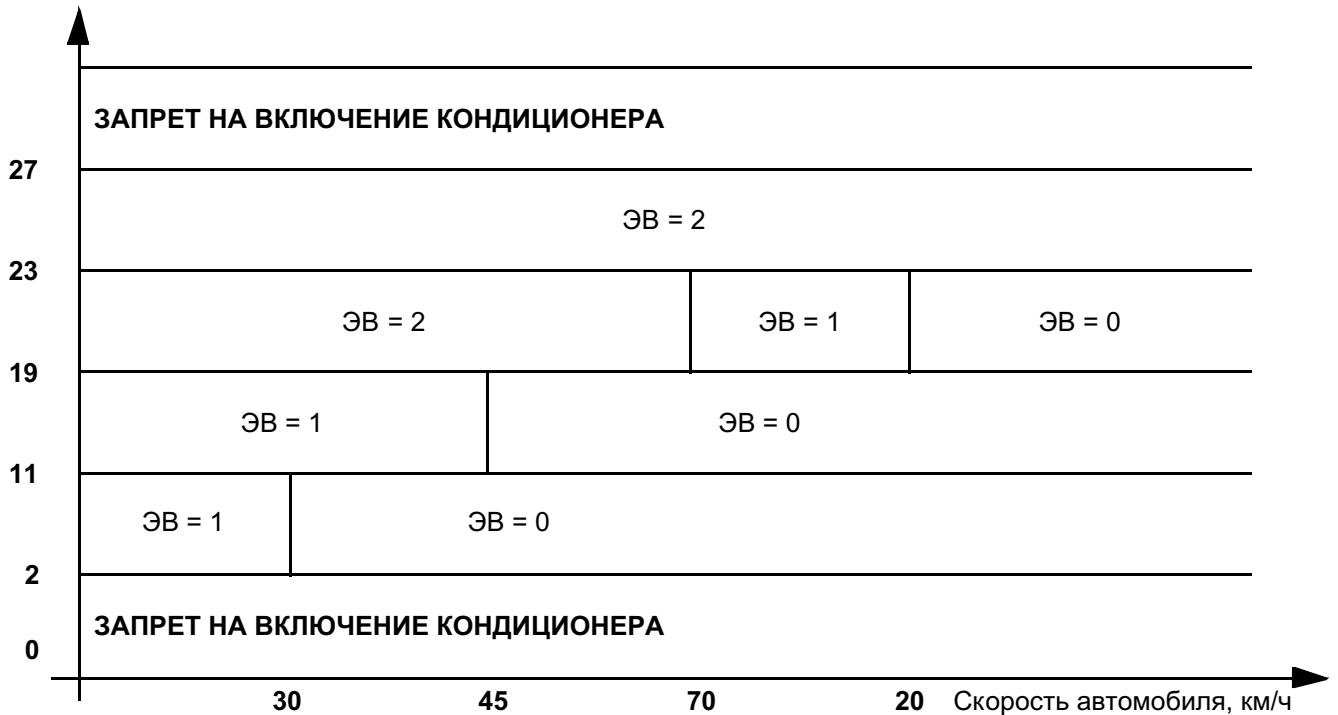 ЗАПРЕТ НА ВКЛЮЧЕНИЕ КОНДИЦИОНЕРА
27
ЭВ = 2
23
ЭВ = 2 ЭВ = 1 ЭВ = 0
19
ЭВ = 1 ЭВ = 0
11
ЭВ = 1 ЭВ = 0
2
ЗАПРЕТ НА ВКЛЮЧЕНИЕ КОНДИЦИОНЕРА
0
30 45 70 20 Скорость автомобиля, км/ч